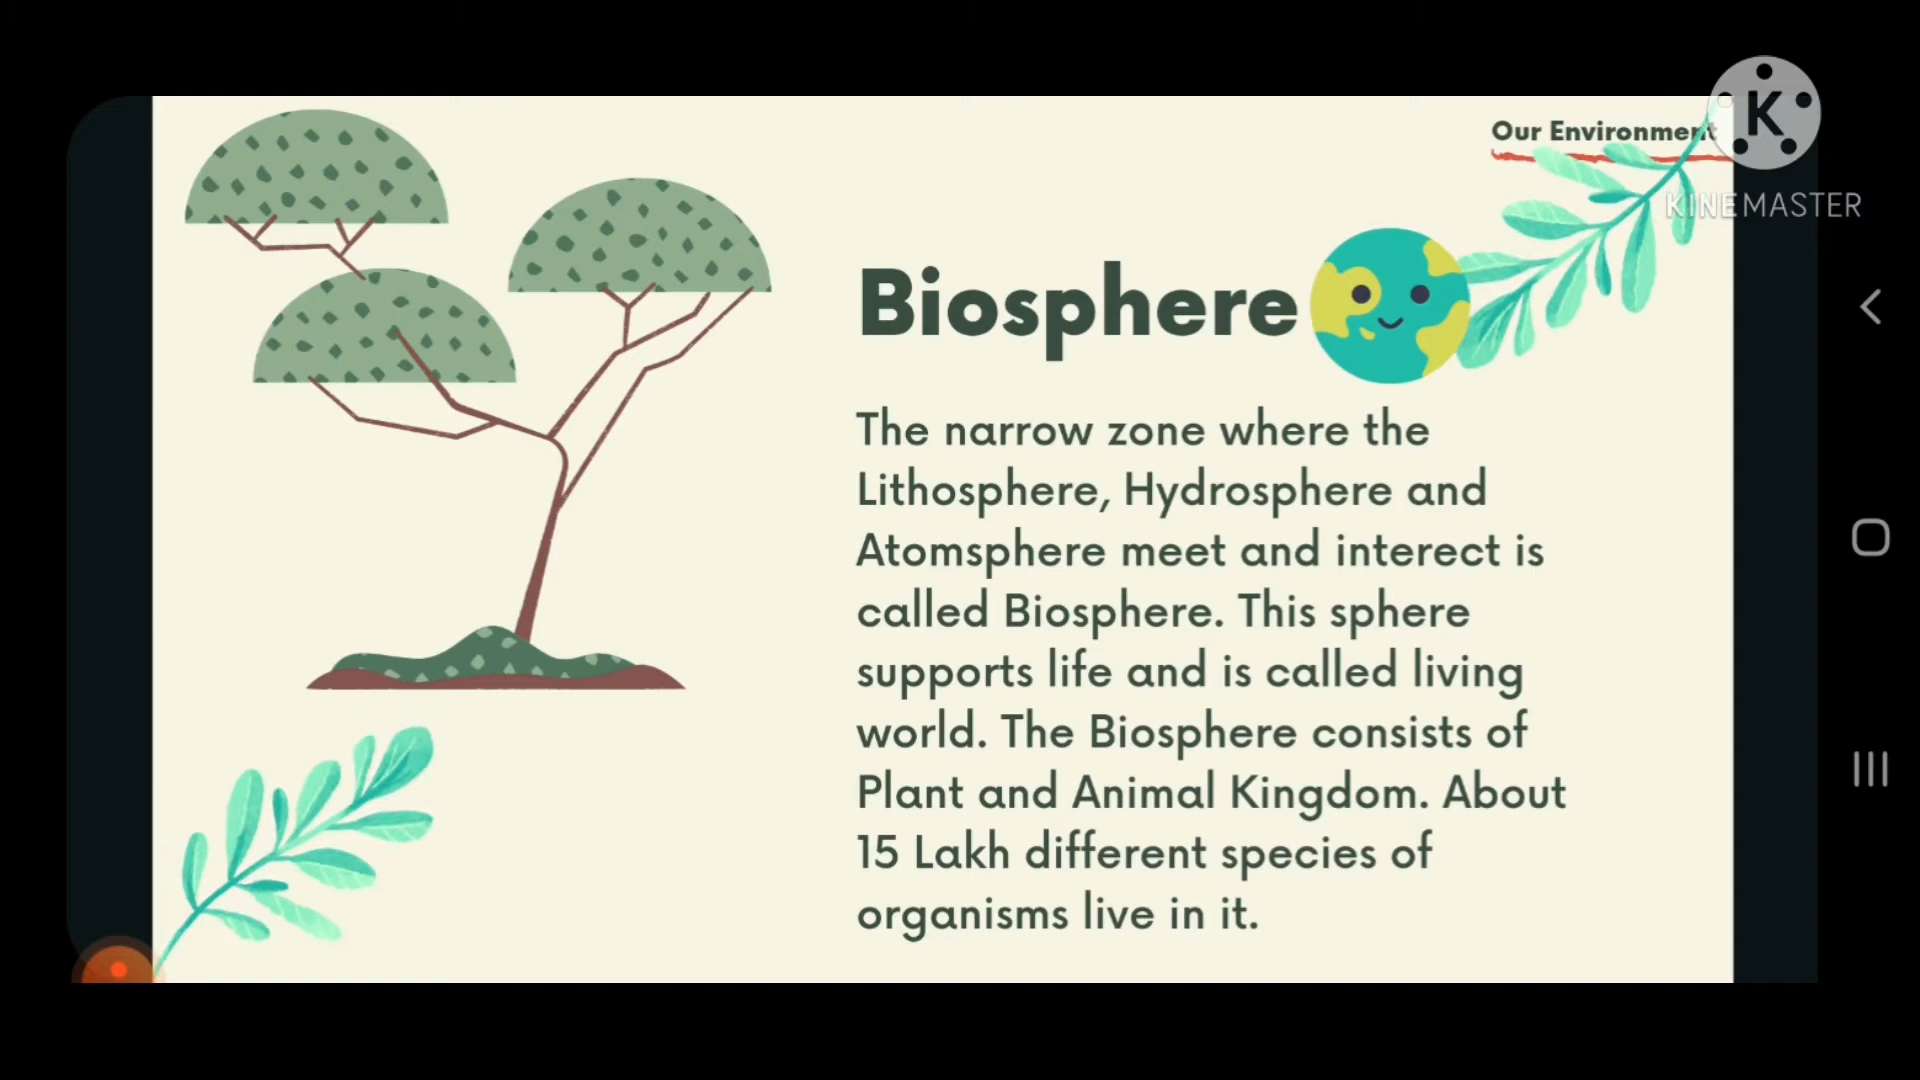 Our Environment
K
KINEMASTER
Biosphere
The narrow zone where the
Lithosphere, Hydrosphere and
Atomsphere meet and interect is
called Biosphere. This sphere
supports life and is called living
world. The Biosphere consists of
Plant and Animal Kingdom. About
15 Lakh different species of
organisms live in it.